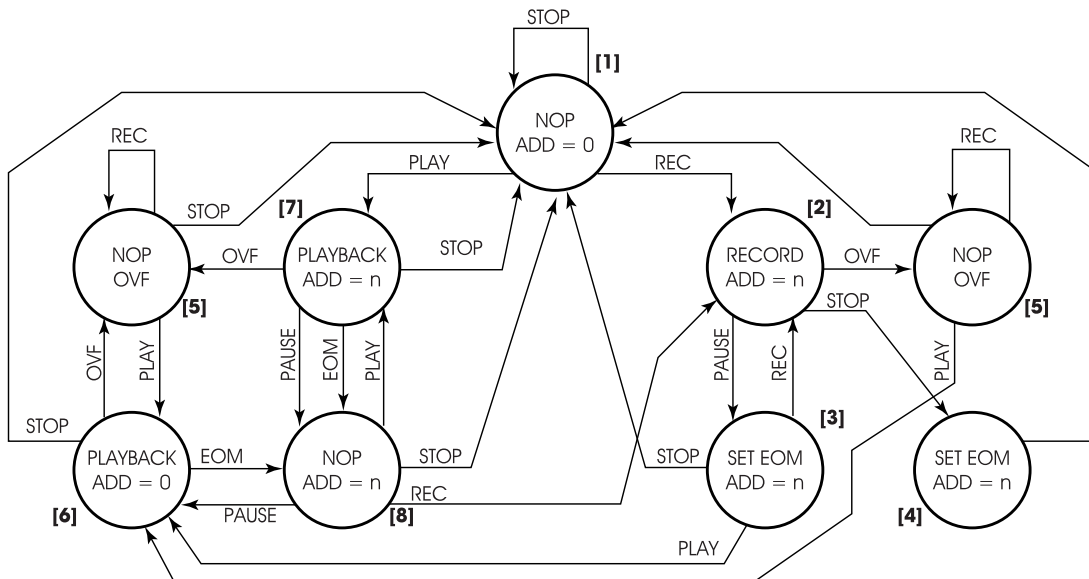 STOP
[1]
NOP
ADD = 0
REC
PLAY
REC
REC
STOP
[7]
[2]
NOP
OVF
OVF
PLAYBACK
ADD = n
STOP
RECORD
ADD = n
OVF
NOP
OVF
[5]
STOP
[5]
OVF
PLAY
PAUSE
EOM
PLAY
PAUSE
REC
PLAY
[3]
STOP
PLAYBACK
ADD = 0
EOM
NOP
ADD = n
STOP
STOP
SET EOM
ADD = n
SET EOM
ADD = n
REC
[6]
PAUSE
[8]
[4]
PLAY